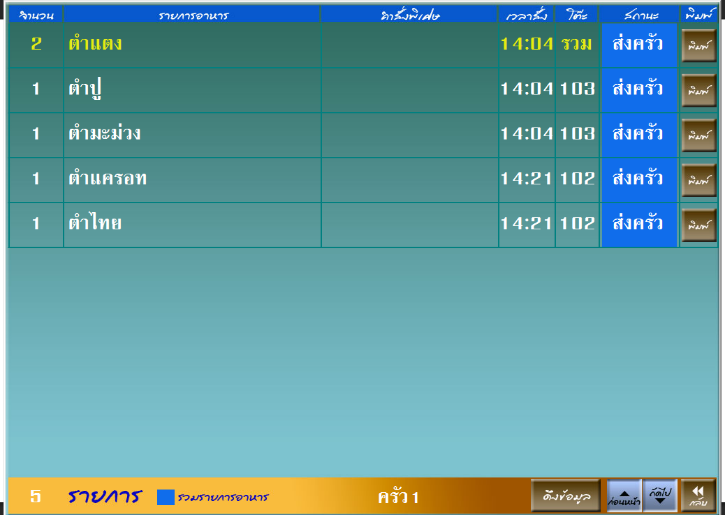 จำนวน รายการอาหาร คำสั่งพิเศษ เวลาสั่ง โต๊ะ สถานะ พิมพ์
2 ตำแตง 14:04 รวม ส่งครัว พิมพ์
1 ตำปู 14:04 103 ส่งครัว พิมพ์
1 ตำมะม่วง 14:04 103 ส่งครัว พิมพ์
1 ตำแครอท 14:21 102 ส่งครัว พิมพ์
1 ตำไทย 14:21 102 ส่งครัว พิมพ์
5 รายการ รวมรายการอาหาร ครัว 1 ดึงข้อมูล ก่อนหน้า ถัดไป กลับ